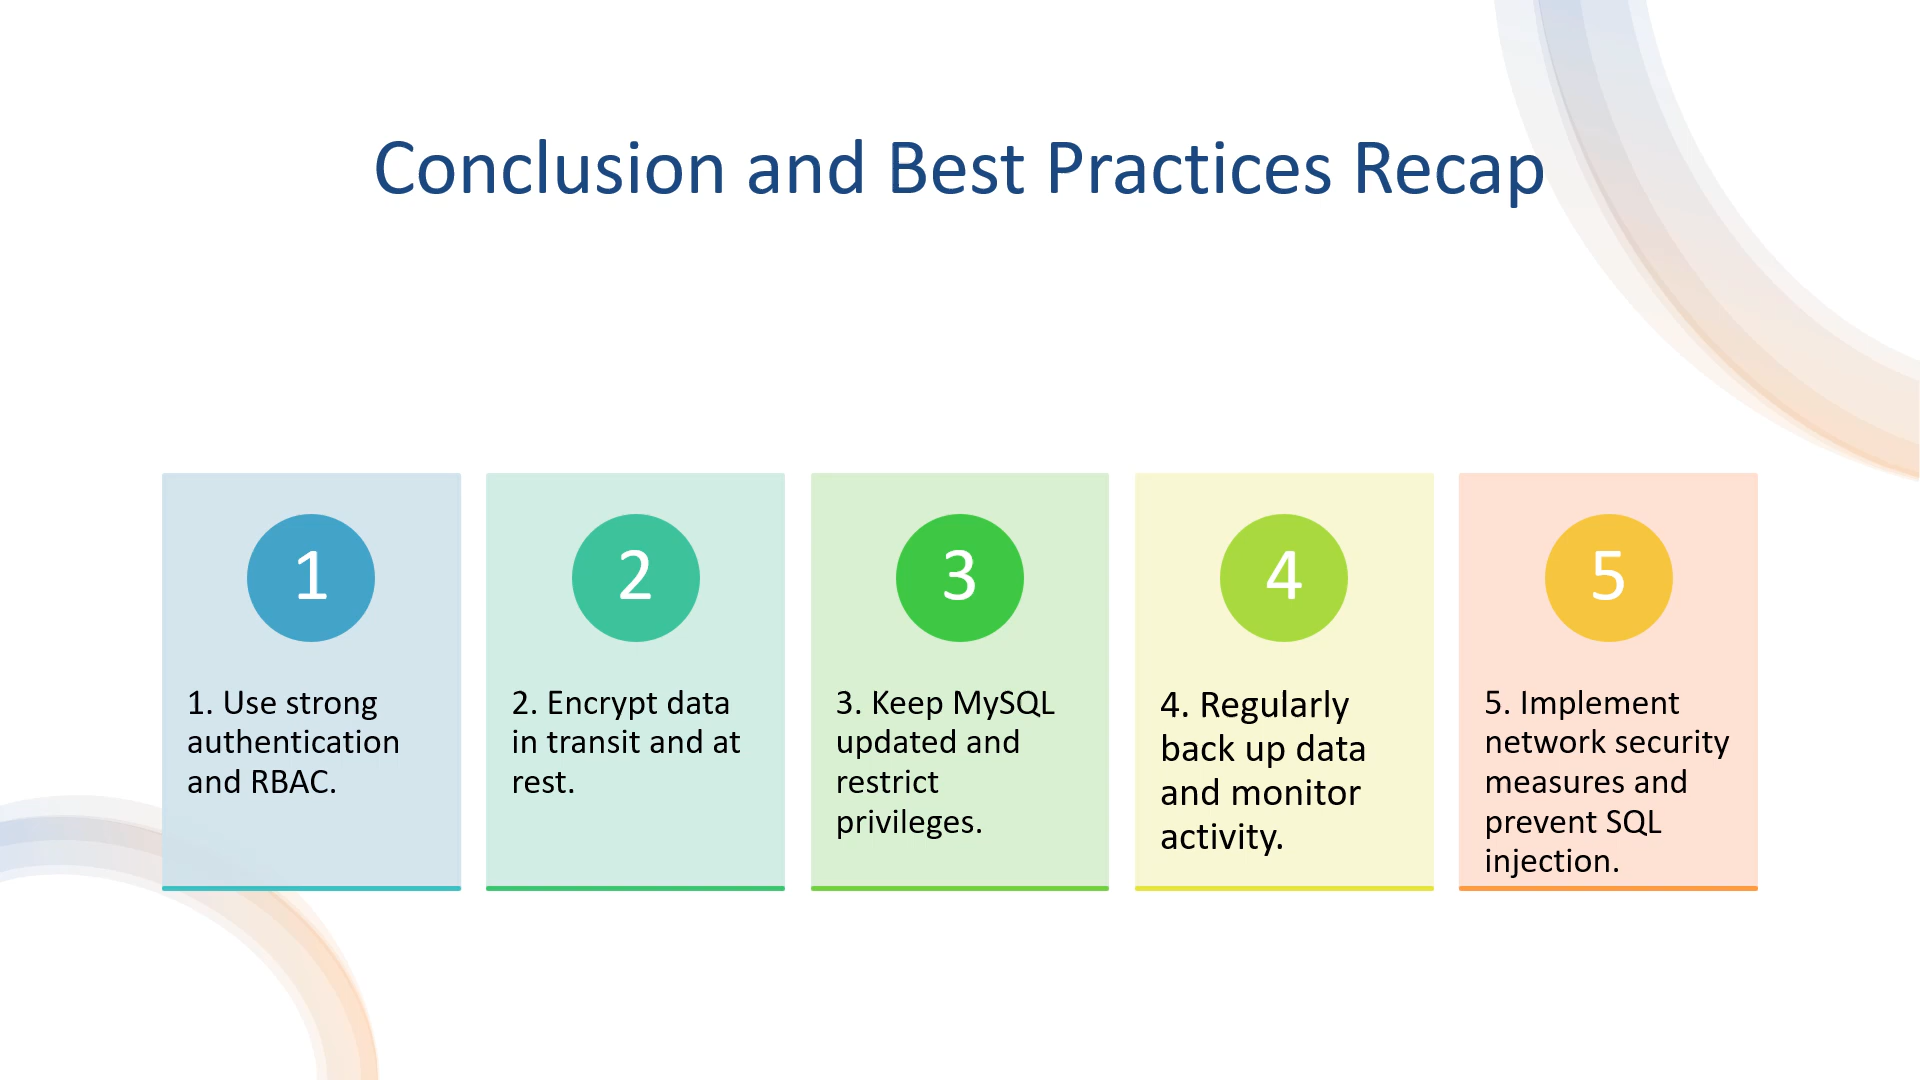 Conclusion and Best Practices Recap
1
1. Use strong
authentication
and RBAC.
2
2. Encrypt data
in transit and at
rest.
3
3. Keep MySQL
updated and
restrict
privileges.
4
4. Regularly
back up data
and monitor
activity.
5
5. Implement
network security
measures and
prevent SQL
injection.